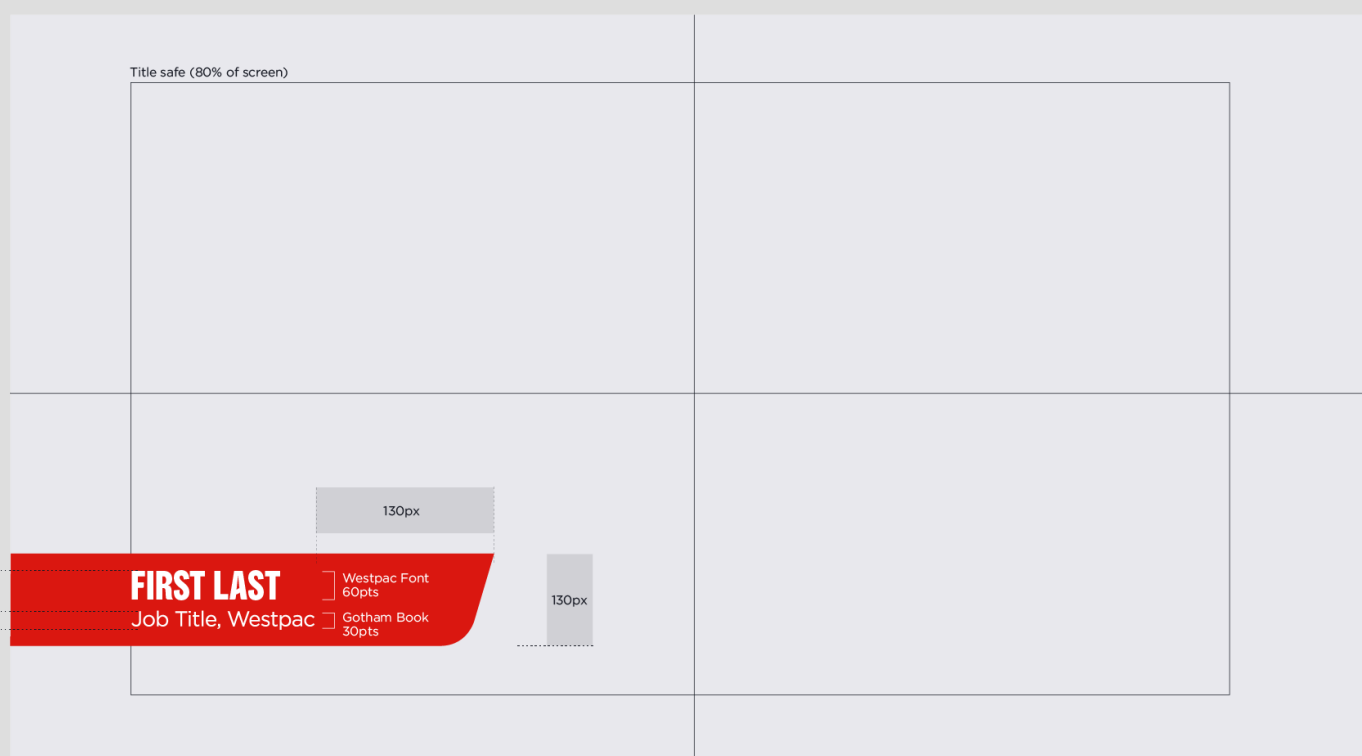 Title safe (80% of screen)
130px
FIRST LAST
Westpac Font
60pts
130px
Job Title, Westpac
Gotham Book
30pts